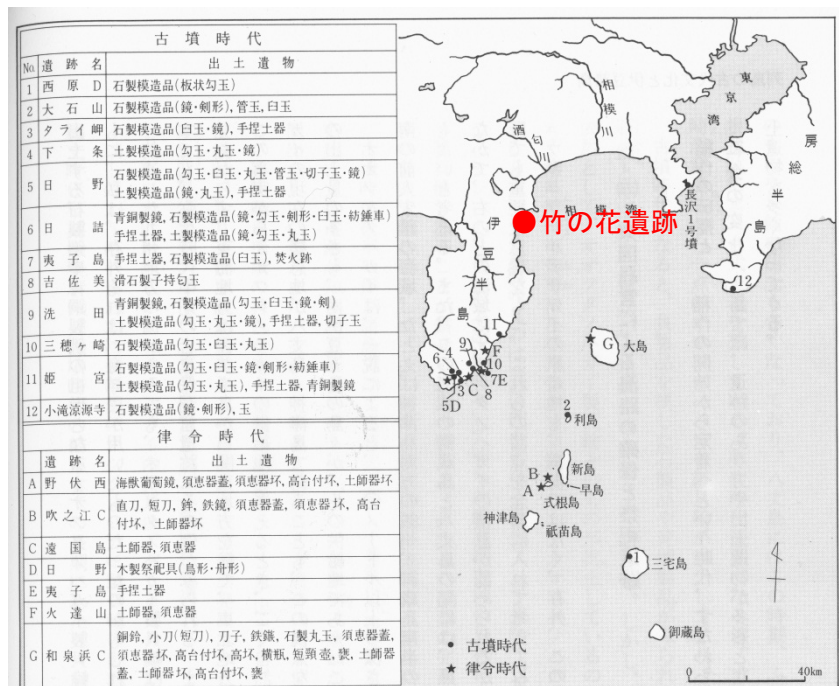 古墳時代
No. 遺跡名 出土遺物
1 西原D 石製模造品(板状勾玉)
2 大石山 石製模造品(鏡・剣形),管玉,臼玉
3 タライ岬 石製模造品(臼玉・鏡),手捏土器
4 下条 土製模造品(勾玉・丸玉・鏡)
5 日野 石製模造品(勾玉・臼玉・丸玉・管玉・切子玉・鏡)
土製模造品(鏡・丸玉),手捏土器
6 日詰 青銅製鏡,石製模造品(鏡・勾玉・剣形・臼玉・紡錘車)
手捏土器,土製模造品(鏡・勾玉・丸玉)
7 夷子島 手捏土器,石製模造品(臼玉),焚火跡
8 吉佐美 滑石製子持勾玉
9 洗田 青銅製鏡,石製模造品(勾玉・臼玉・鏡・剣)
土製模造品(勾玉・丸玉・鏡),手捏土器,切子玉
10 三穂ヶ崎 石製模造品(勾玉・臼玉・丸玉)
11 姫宮 石製模造品(勾玉・臼玉・鏡・剣形・紡錘車)
土製模造品(勾玉・丸玉),手捏土器,青銅製鏡
12 小滝涼源寺 石製模造品(鏡・剣形),玉
律令時代
遺跡名 出土遺物
A 野伏西 海獣葡萄鏡,須恵器蓋,須恵器坏,高台付坏,土師器坏
B 吹之江C 直刀,短刀,鉾,鉄鏡,須恵器蓋,須恵器坏,高台
付坏,土師器坏
C 遠国島 土師器,須恵器
D 日野 木製祭祀具(鳥形・舟形)
E 夷子島 手捏土器
F 火達山 土師器,須恵器
G 和泉浜C 銅鈴,小刀(短刀),刀子,鉄鏃,石製丸玉,須恵器蓋,
須恵器坏,高台付坏,高坏,横瓶,短頸壺,甕,土師器
蓋,土師器坏,高台付坏,甕
東京湾
相模川
酒匂川
房総半島
相模湾
長沢1号墳
竹の花遺跡
伊豆半島
12
11
F
G
大島
9
10
6 4
7E
8
C
3
5D
2
利島
新島
B
早島
A
式根島
神津島
祗苗島
1
三宅島
御蔵島
● 古墳時代
★ 律令時代
0 40km